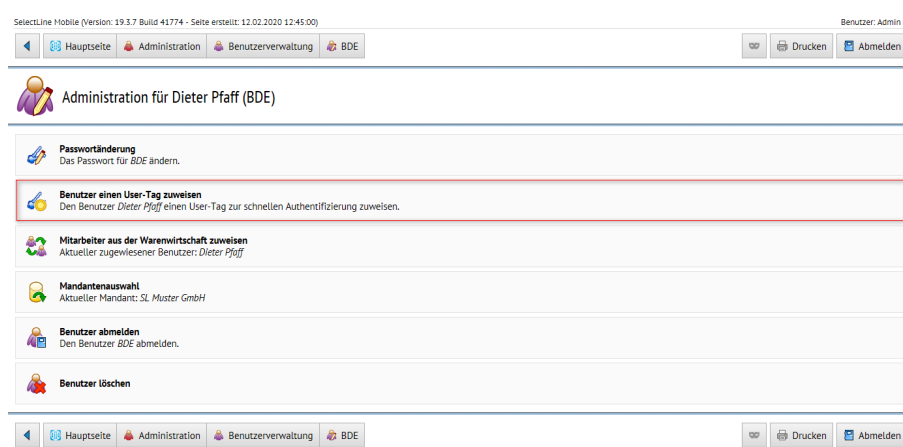 SelectLine Mobile (Version: 19.3.7 Build 41774 - Seite erstellt: 12.02.2020 12:45:00) Benutzer: Admin
Hauptseite Administration Benutzerverwaltung BDE Drucken Abmelden
Administration für Dieter Pfaff (BDE)
Passwortänderung
Das Passwort für BDE ändern.
Benutzer einen User-Tag zuweisen
Den Benutzer Dieter Pfaff einen User-Tag zur schnellen Authentifizierung zuweisen.
Mitarbeiter aus der Warenwirtschaft zuweisen
Aktueller zugewiesener Benutzer: Dieter Pfaff
Mandantenauswahl
Aktueller Mandant: SL Muster GmbH
Benutzer abmelden
Den Benutzer BDE abmelden.
Benutzer löschen
Hauptseite Administration Benutzerverwaltung BDE Drucken Abmelden